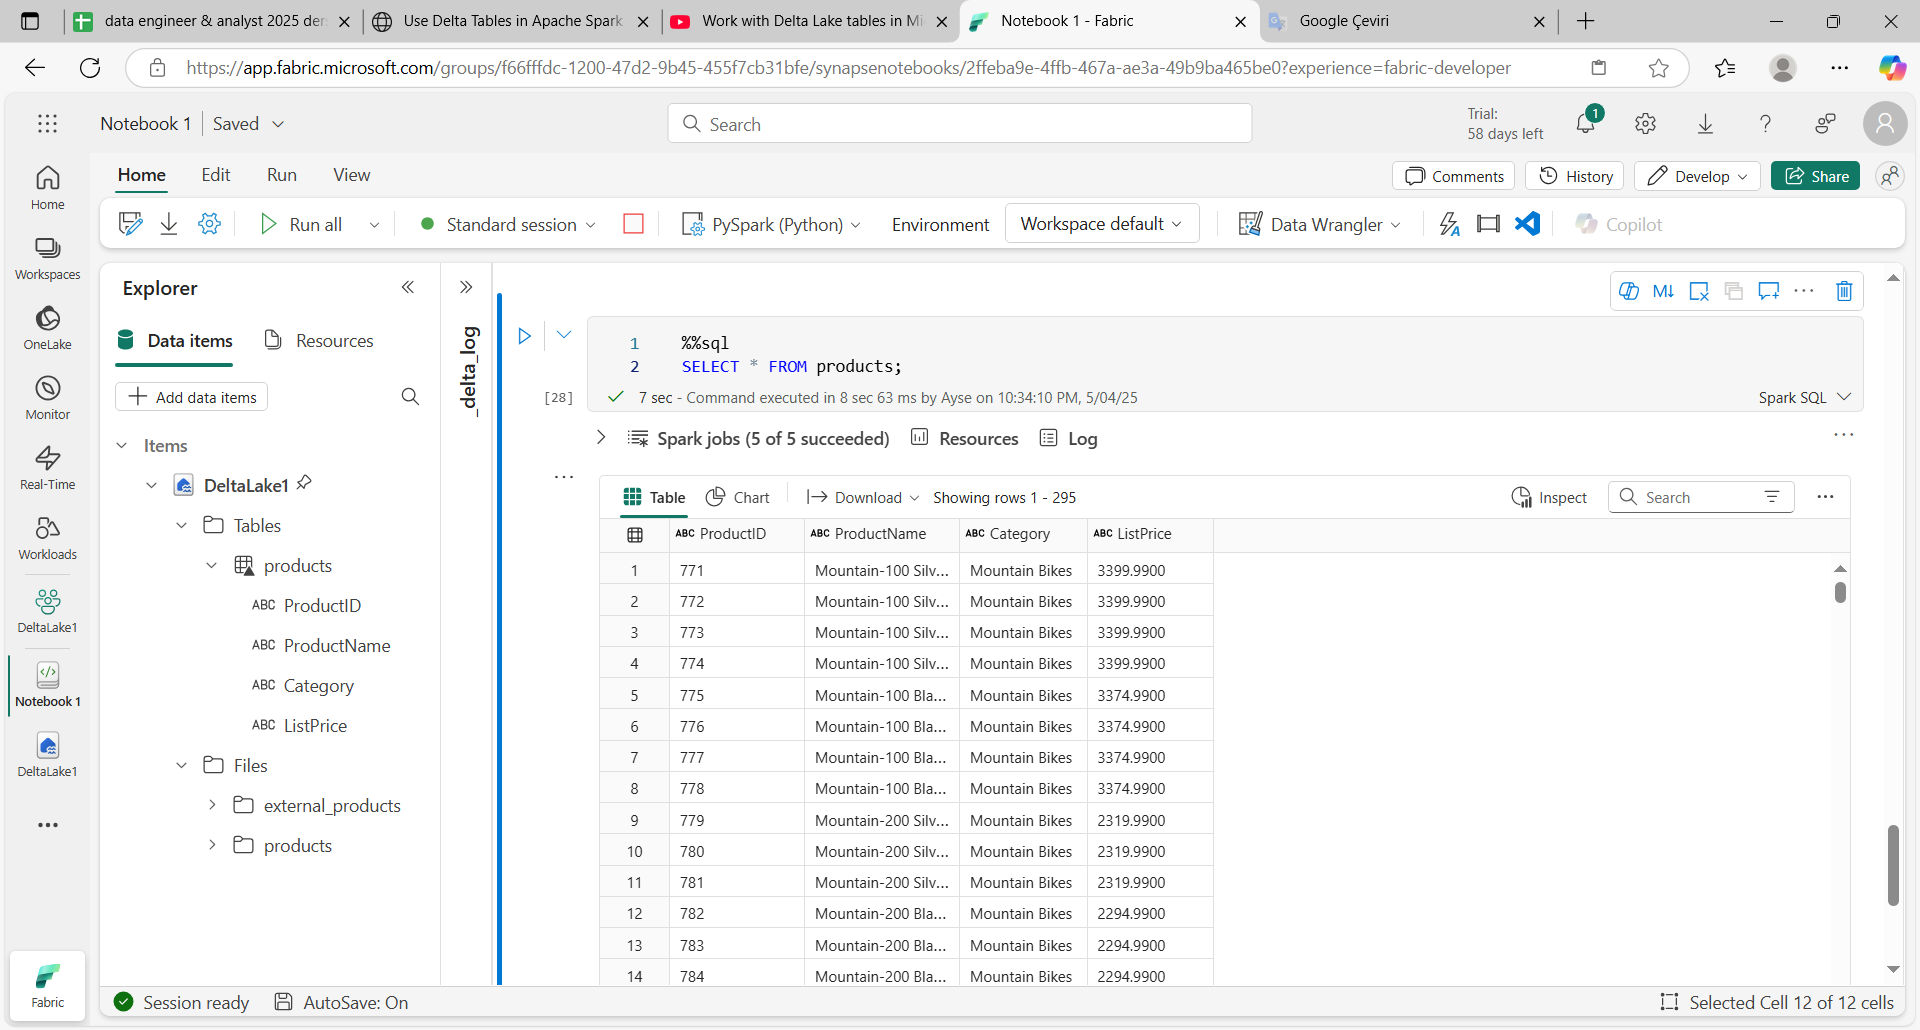 data engineer & analyst 2025 der
Use Delta Tables in Apache Spark
Work with Delta Lake tables in Mi
Notebook 1 - Fabric
Google Çeviri
https://app.fabric.microsoft.com/groups/f66fffdc-1200-47d2-9b45-455f7cb31bfe/synapsenotebooks/2ffeba9e-4ffb-467a-ae3a-49b9ba465be0?experience=fabric-developer
Notebook 1
Saved
Search
Trial:
58 days left
1
Home
Edit
Run
View
Comments
History
Develop
Share
Run all
Standard session
PySpark (Python)
Environment
Workspace default
Data Wrangler
Copilot
Home
Workspaces
OneLake
Monitor
Real-Time
Workloads
DeltaLake1
Notebook 1
DeltaLake1
Fabric
Explorer
Data items
Resources
Add data items
Items
DeltaLake1
Tables
products
ABC ProductID
ABC ProductName
ABC Category
ABC ListPrice
Files
external_products
products
_delta_log
M↓
1 %%sql
2 SELECT * FROM products;
[28]
7 sec - Command executed in 8 sec 63 ms by Ayse on 10:34:10 PM, 5/04/25
Spark SQL
Spark jobs (5 of 5 succeeded)
Resources
Log
Table
Chart
Download
Showing rows 1 - 295
Inspect
Search
ABC ProductID ABC ProductName ABC Category ABC ListPrice
1 771 Mountain-100 Silv... Mountain Bikes 3399.9900
2 772 Mountain-100 Silv... Mountain Bikes 3399.9900
3 773 Mountain-100 Silv... Mountain Bikes 3399.9900
4 774 Mountain-100 Silv... Mountain Bikes 3399.9900
5 775 Mountain-100 Bla... Mountain Bikes 3374.9900
6 776 Mountain-100 Bla... Mountain Bikes 3374.9900
7 777 Mountain-100 Bla... Mountain Bikes 3374.9900
8 778 Mountain-100 Bla... Mountain Bikes 3374.9900
9 779 Mountain-200 Silv... Mountain Bikes 2319.9900
10 780 Mountain-200 Silv... Mountain Bikes 2319.9900
11 781 Mountain-200 Silv... Mountain Bikes 2319.9900
12 782 Mountain-200 Bla... Mountain Bikes 2294.9900
13 783 Mountain-200 Bla... Mountain Bikes 2294.9900
14 784 Mountain-200 Bla... Mountain Bikes 2294.9900
Session ready
AutoSave: On
Selected Cell 12 of 12 cells